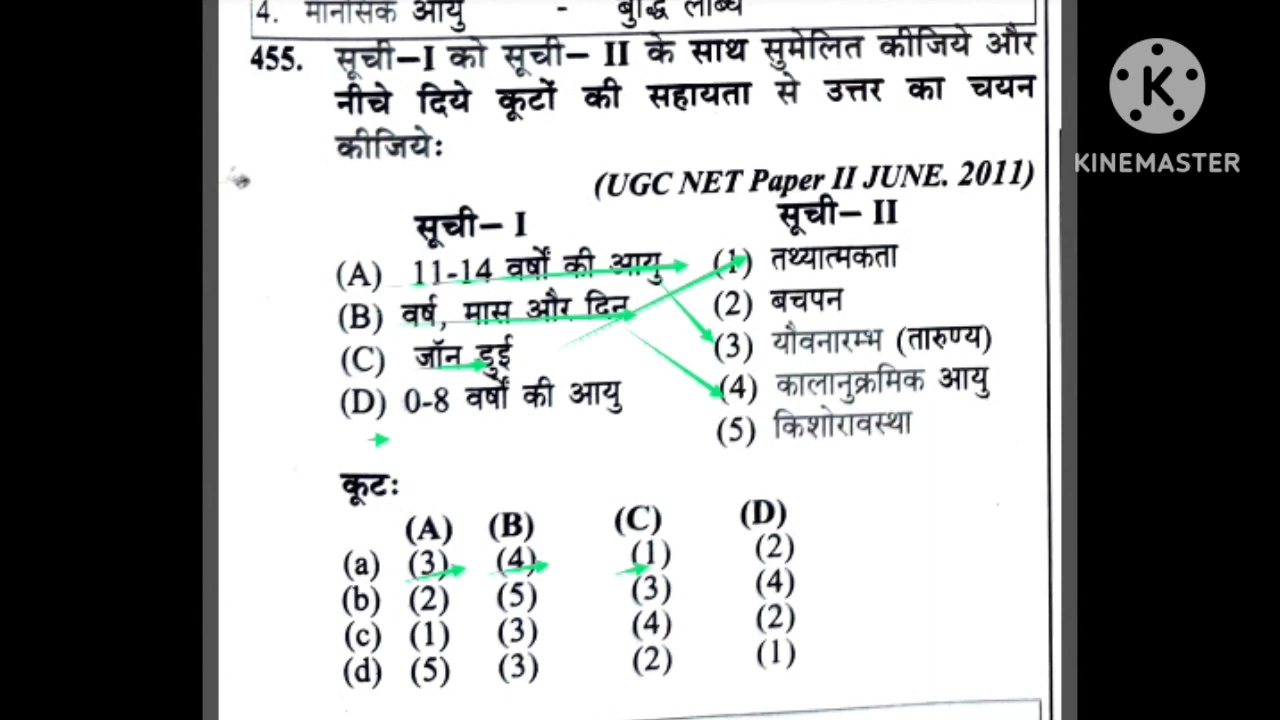 4. मानसिक आयु - बुद्धि लब्धि
455. सूची–I को सूची– II के साथ सुमेलित कीजिये और
नीचे दिये कूटों की सहायता से उत्तर का चयन
कीजिये:
(UGC NET Paper II JUNE. 2011)
सूची– I सूची– II
(A) 11-14 वर्षों की आयु (1) तथ्यात्मकता
(B) वर्ष, मास और दिन (2) बचपन
(C) जॉन डुई (3) यौवनारम्भ (तारुण्य)
(D) 0-8 वर्षों की आयु (4) कालानुक्रमिक आयु
(5) किशोरावस्था
कूट:
(A) (B) (C) (D)
(a) (3) (4) (1) (2)
(b) (2) (5) (3) (4)
(c) (1) (3) (4) (2)
(d) (5) (3) (2) (1)
K
KINEMASTER